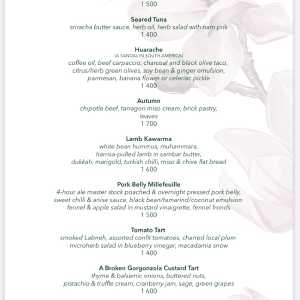 1 500
Seared Tuna
sriracha butter sauce, herb oil, herb salad with nam pok
1 400
Huarache
(A SANDAL IN SOUTH AMERICA)
coffee oil, beef carpaccio, charcoal and black olive taco,
citrus/herb green olives, soy bean & ginger emulsion,
parmesan, banana flower or celeriac pickle
1 400
Autumn
chipotle beef, tanagon miso cream, brick pastry,
leaves
1 700
Lamb Kawarma
white bean hummus, muhammara,
harrisa-pulled lamb in sambar butter,
dukkah, marigold, turkish chilli, miso & chive flat bread
1 600
Pork Belly Millefeuille
4-hour ale master stock poached & overnight pressed pork belly,
sweet chilli & anise sauce, black bean/tamarind/coconut emulsion
fennel & apple salad in mustard vinaigrette, fennel fronds
1 500
Tomato Tart
smoked Labneh, assorted confit tomatoes, charred local plum
microherb salad in blueberry vinegar, macadamia snow
1 400
A Broken Gorgonzola Custard Tart
thyme & balsamic onions, buttered nuts,
pistachio & truffle cream, cranberry jam, sage, green grapes
1 600